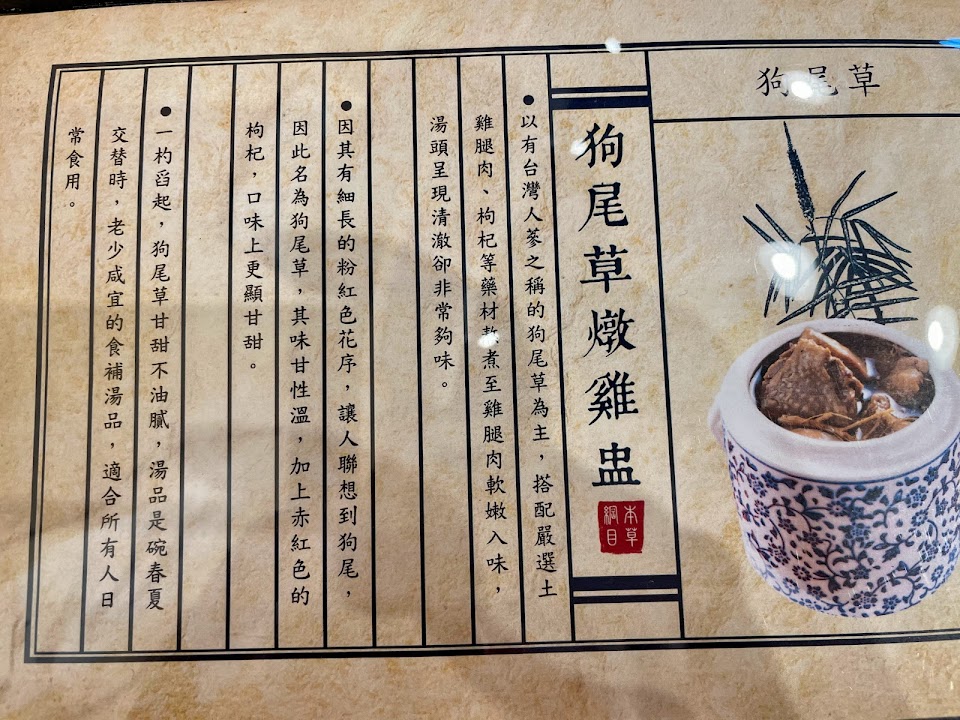 狗尾草
狗尾草燉雞盅
本草
綱目
●以有台灣人蔘之稱的狗尾草為主，搭配嚴選土
雞腿肉、枸杞等藥材熬煮至雞腿肉軟嫩入味，
湯頭呈現清澈卻非常夠味。
●因其有細長的粉紅色花序，讓人聯想到狗尾，
因此名為狗尾草，其味甘性溫，加上赤紅色的
枸杞，口味上更顯甘甜。
●一杓舀起，狗尾草甘甜不油膩，湯品是碗春夏
交替時，老少咸宜的食補湯品，適合所有人日
常食用。